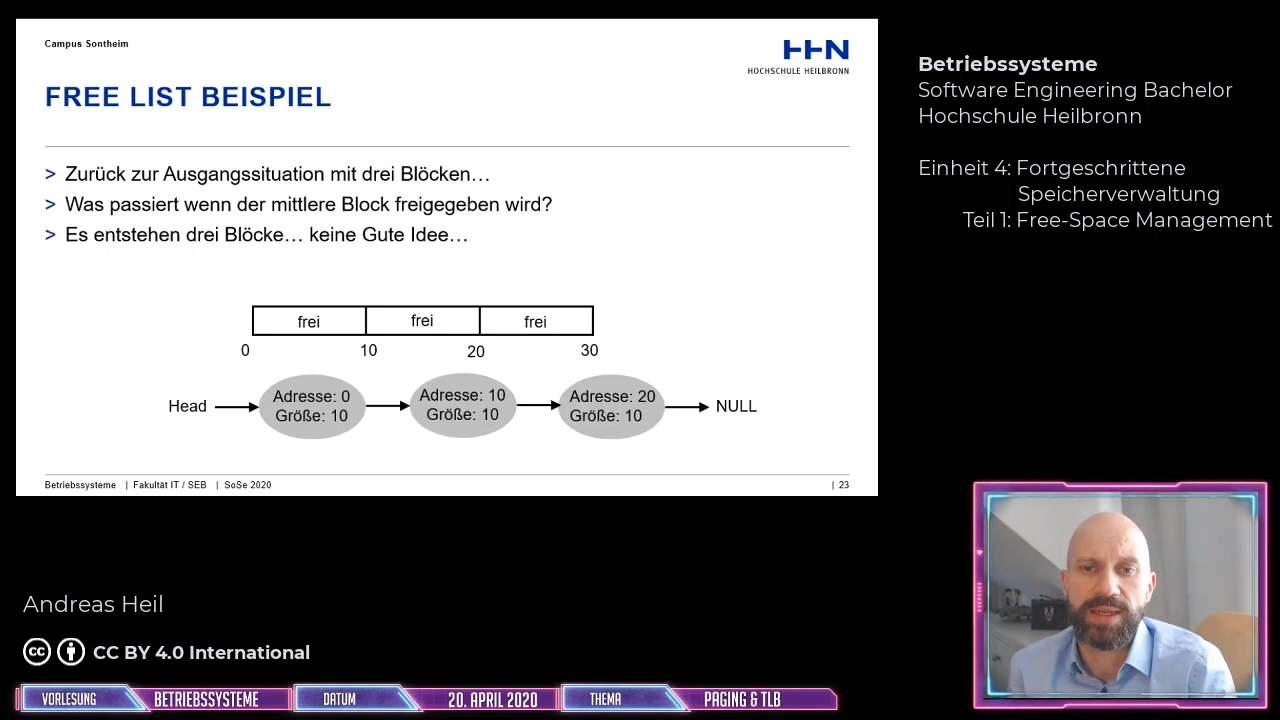 Campus Sontheim
HHN
HOCHSCHULE HEILBRONN
FREE LIST BEISPIEL
> Zurück zur Ausgangssituation mit drei Blöcken…
> Was passiert wenn der mittlere Block freigegeben wird?
> Es entstehen drei Blöcke… keine Gute Idee…
frei frei frei
0 10 20 30
Head Adresse: 0 Größe: 10 Adresse: 10 Größe: 10 Adresse: 20 Größe: 10 NULL
Betriebssysteme | Fakultät IT / SEB | SoSe 2020 | 23
Betriebssysteme
Software Engineering Bachelor
Hochschule Heilbronn
Einheit 4: Fortgeschrittene
Speicherverwaltung
Teil 1: Free-Space Management
Andreas Heil
cc CC BY 4.0 International
VORLESUNG BETRIEBSSYSTEME DATUM 20. APRIL 2020 THEMA PAGING & TLB